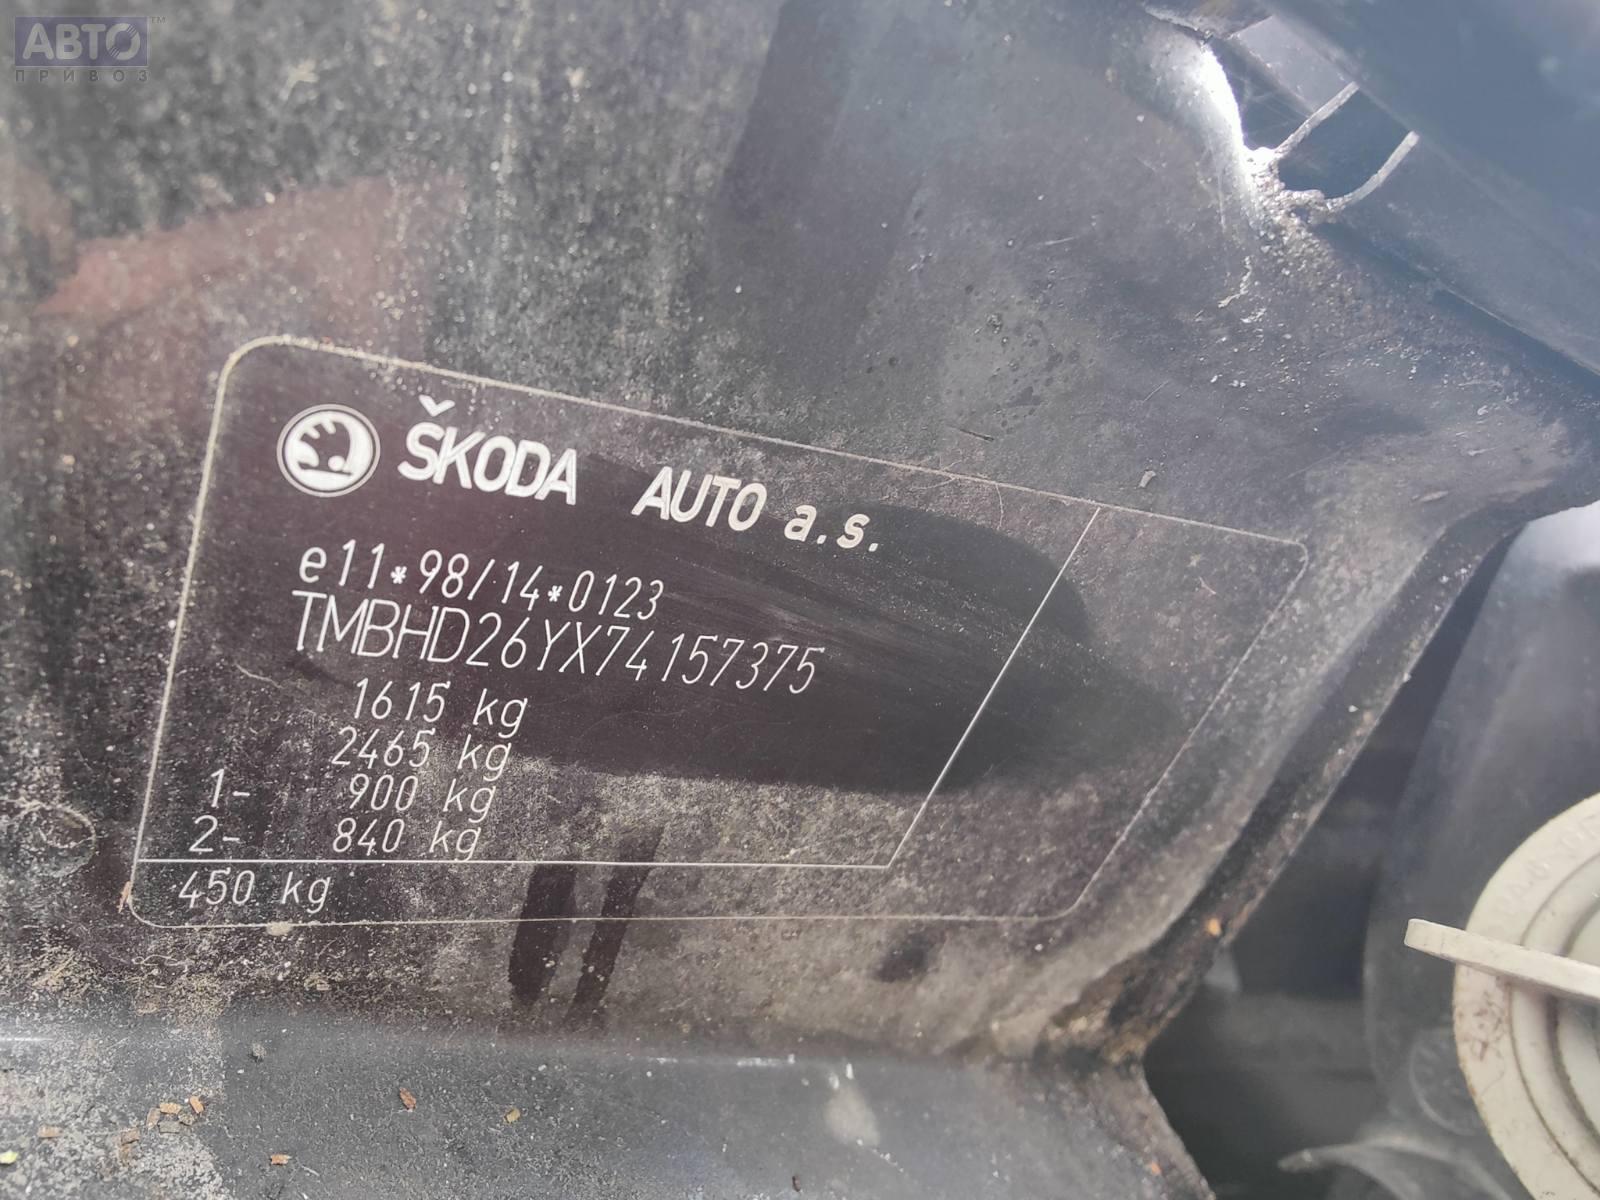 АВТО™
ПРИВОЗ
ŠKODA AUTO a.s.
e11*98/14*0123
TMBHD26YX74157375
1615 kg
2465 kg
1- 900 kg
2- 840 kg
450 kg